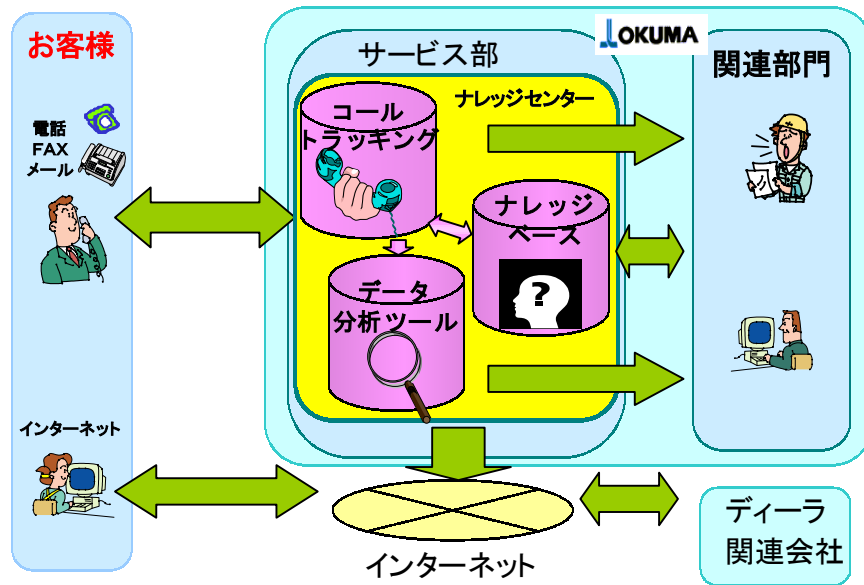 お客様
電話
FAX
メール
インターネット
サービス部
OKUMA
関連部門
ナレッジセンター
コール
トラッキング
ナレッジ
ベース
?
データ
分析ツール
インターネット
ディーラ
関連会社